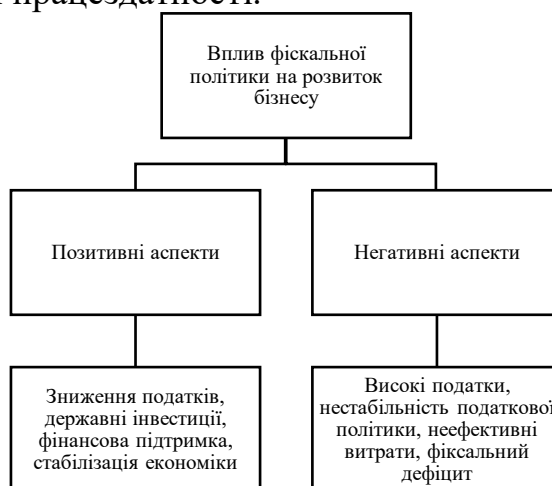 працездатності.
Вплив фіскальної
політики на розвиток
бізнесу
Позитивні аспекти
Негативні аспекти
Зниження податків,
державні інвестиції,
фінансова підтримка,
стабілізація економіки
Високі податки,
нестабільність податкової
політики, неефективні
витрати, фіксальний
дефіцит